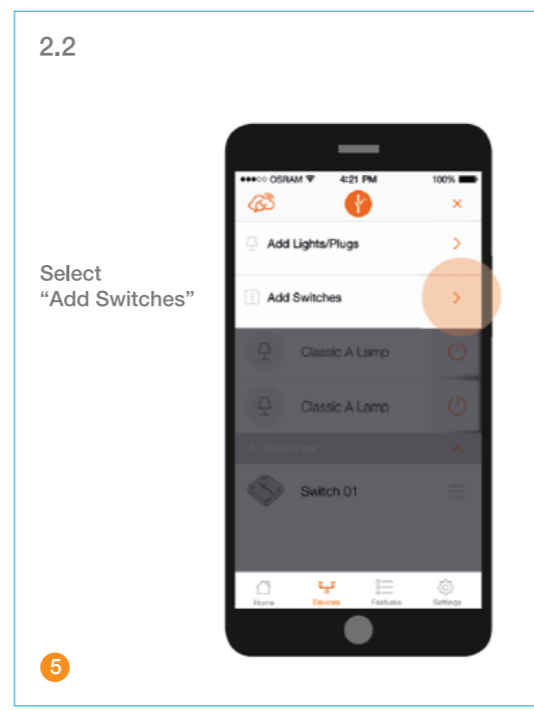 2.2
OSRAM 4:21 PM 100%
Add Lights/Plugs
Select
“Add Switches”
Add Switches
Classic A Lamp
Classic A Lamp
1 Switches
Switch 01
Home Devices Features Settings
5